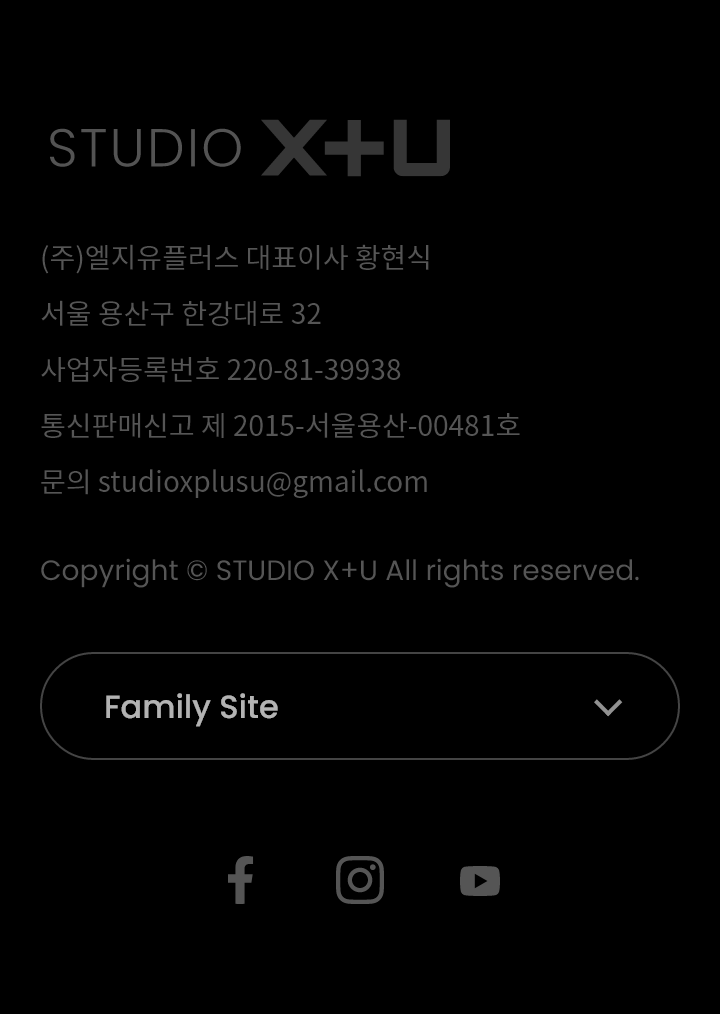 STUDIO X+U
(주)엘지유플러스 대표이사 황현식
서울 용산구 한강대로 32
사업자등록번호 220-81-39938
통신판매신고 제 2015-서울용산-00481호
문의 studioxplusu@gmail.com
Copyright © STUDIO X+U All rights reserved.
Family Site